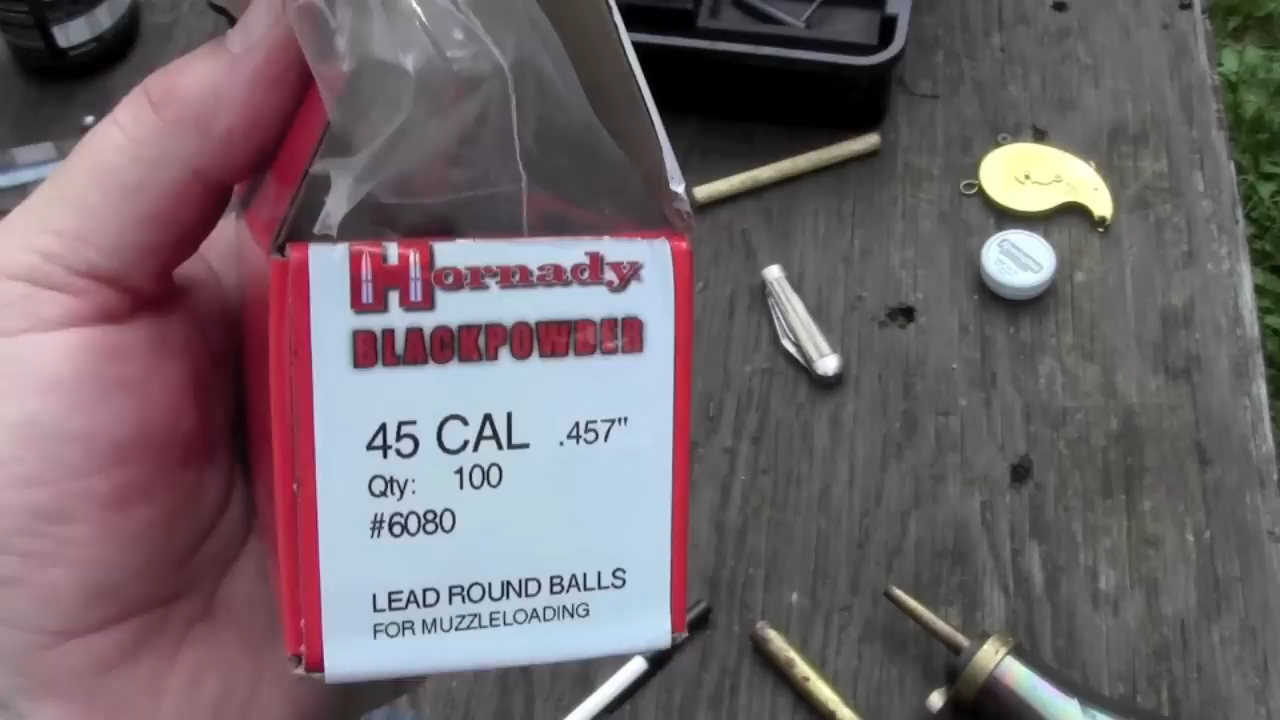 Hornady
BLACKPOWDER
45 CAL .457"
Qty: 100
#6080
LEAD ROUND BALLS
FOR MUZZLELOADING